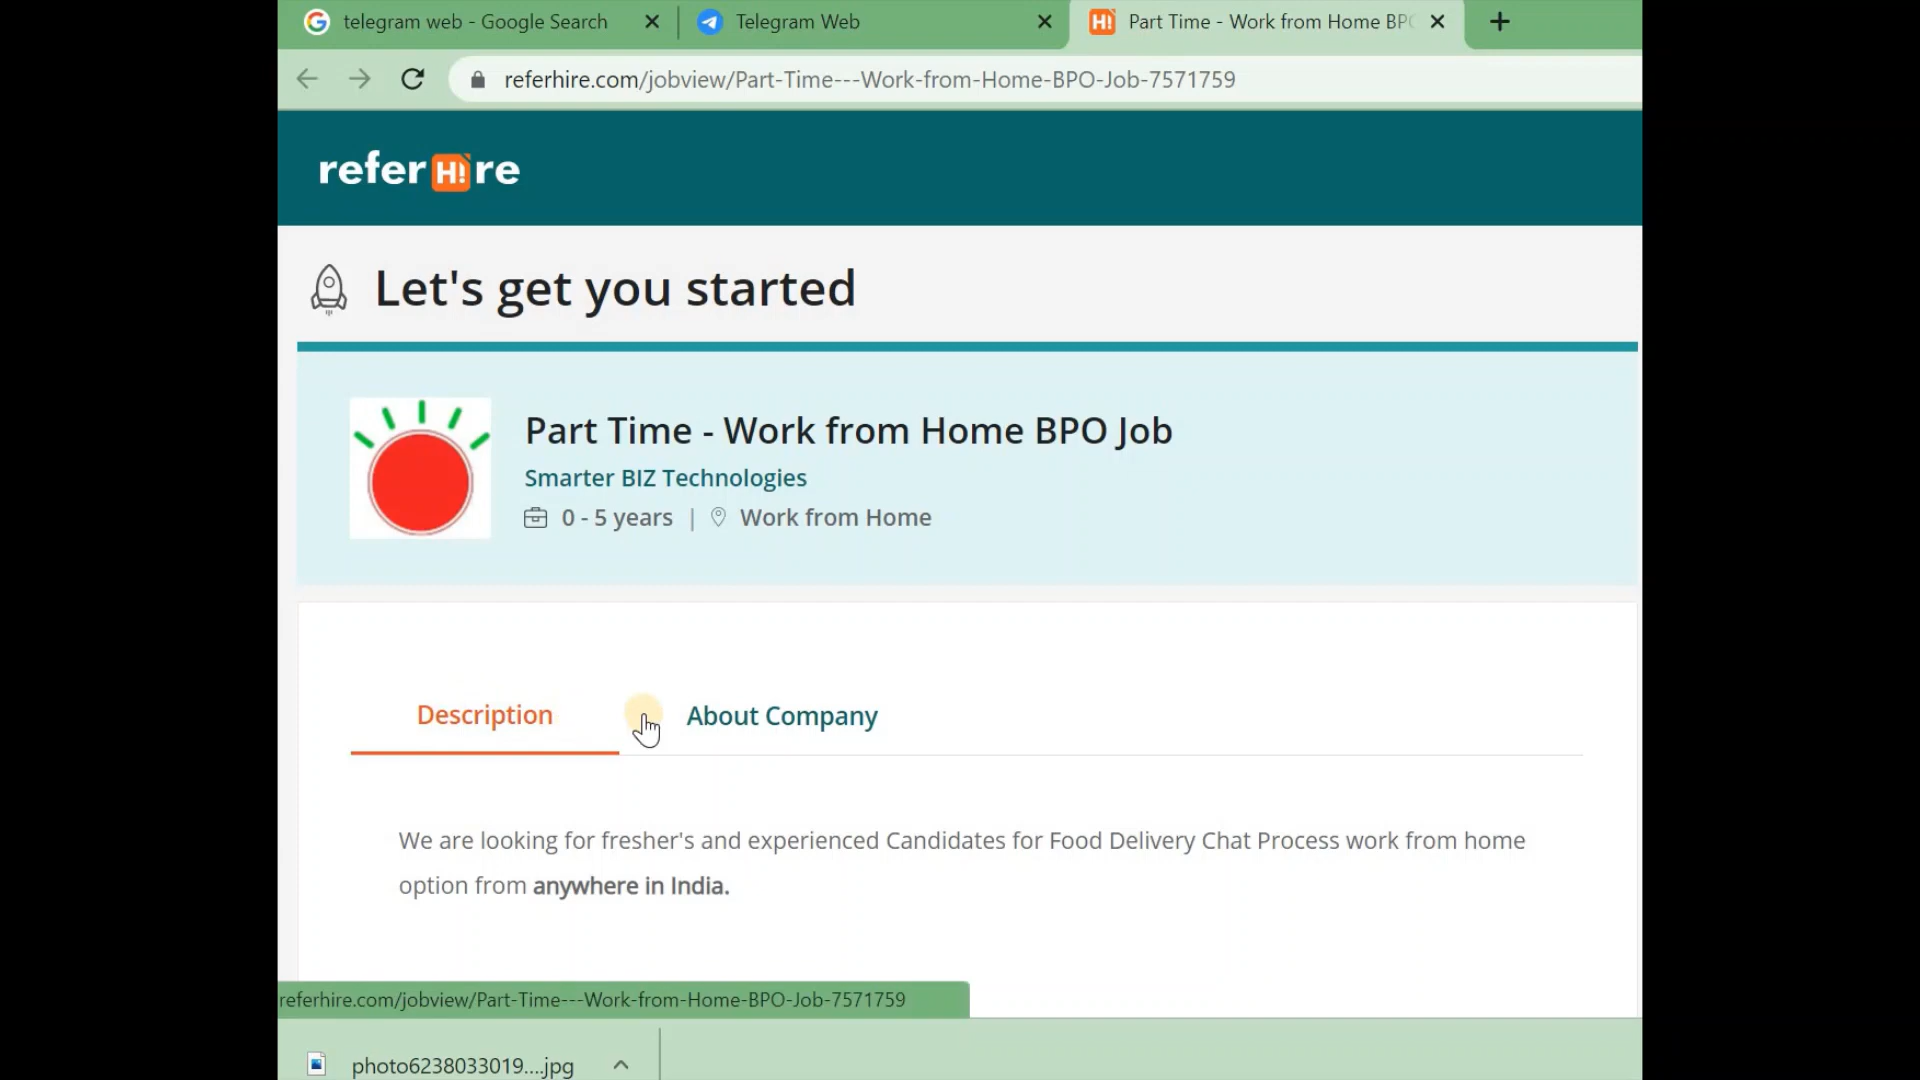 telegram web - Google Search
Telegram Web
H! Part Time - Work from Home BPO
referhire.com/jobview/Part-Time---Work-from-Home-BPO-Job-7571759
referH!re
Let's get you started
Part Time - Work from Home BPO Job
Smarter BIZ Technologies
0 - 5 years | Work from Home
Description
About Company
We are looking for fresher's and experienced Candidates for Food Delivery Chat Process work from home
option from anywhere in India.
referhire.com/jobview/Part-Time---Work-from-Home-BPO-Job-7571759
photo6238033019....jpg